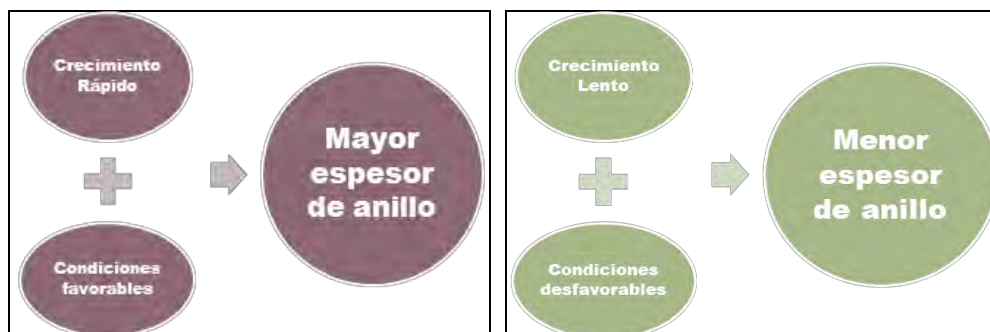 Crecimiento
Rápido
Mayor
espesor
de anillo
Condiciones
favorables
Crecimiento
Lento
Menor
espesor
de anillo
Condiciones
desfavorables